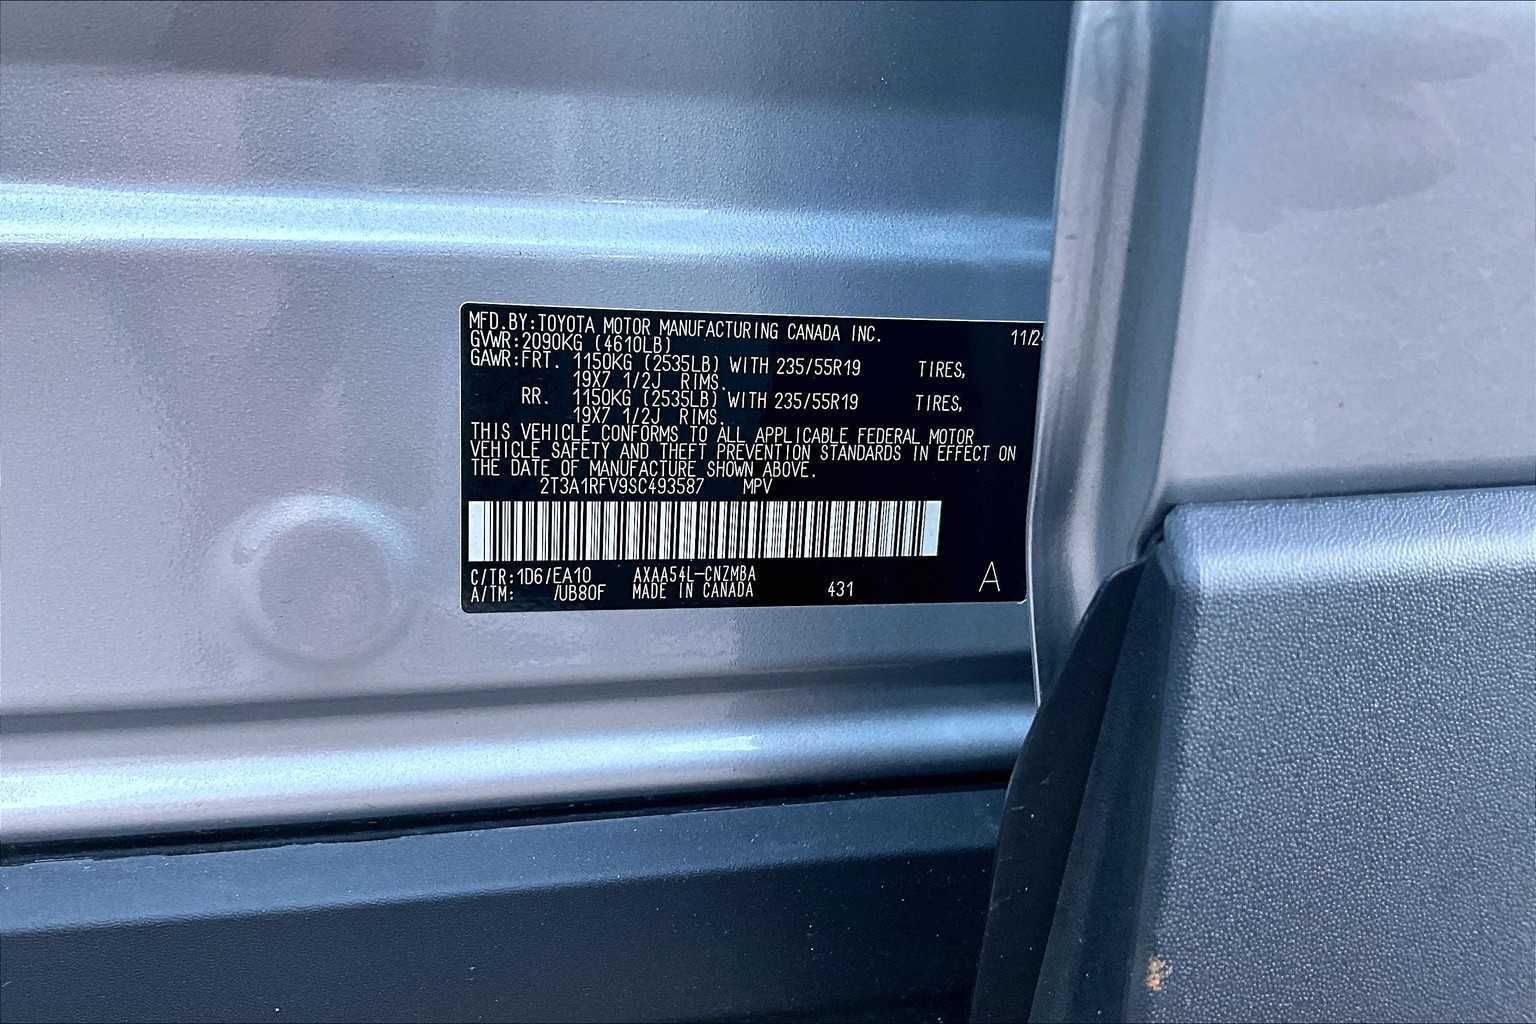 MFD.BY:TOYOTA MOTOR MANUFACTURING CANADA INC. 11/24
GVWR:2090KG (4610LB)
GAWR:FRT. 1150KG (2535LB) WITH 235/55R19 TIRES,
19X7 1/2J RIMS.
RR. 1150KG (2535LB) WITH 235/55R19 TIRES,
19X7 1/2J RIMS.
THIS VEHICLE CONFORMS TO ALL APPLICABLE FEDERAL MOTOR
VEHICLE SAFETY AND THEFT PREVENTION STANDARDS IN EFFECT ON
THE DATE OF MANUFACTURE SHOWN ABOVE.
2T3A1RFV9SC493587 MPV
C/TR:1D6/EA10 AXAA54L-CNZMBA
A/TM: /UB80F MADE IN CANADA 431 A